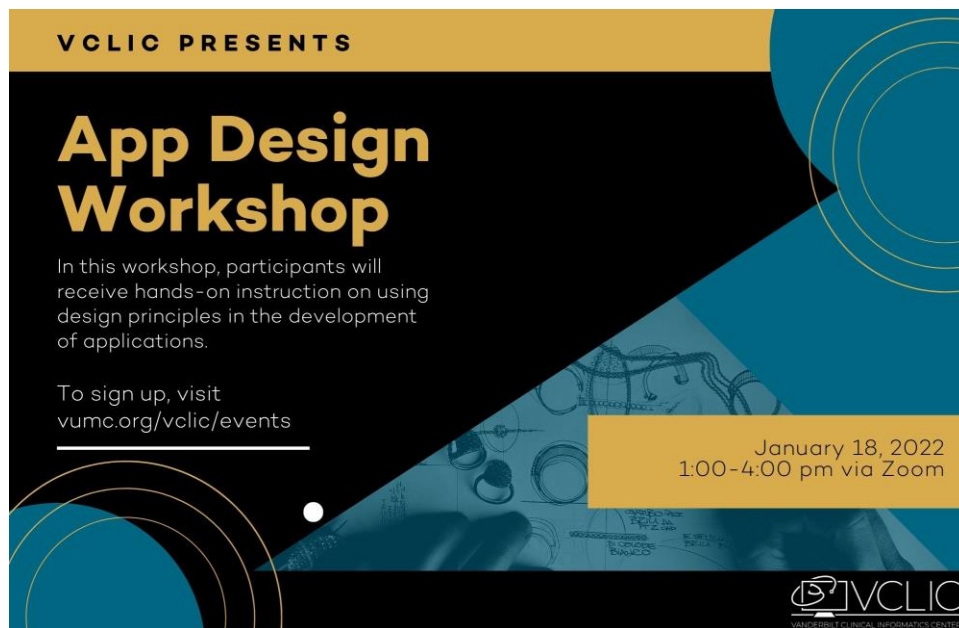 VCLIC PRESENTS
App Design
Workshop
In this workshop, participants will
receive hands-on instruction on using
design principles in the development
of applications.
To sign up, visit
vumc.org/vclic/events
January 18, 2022
1:00-4:00 pm via Zoom
BIANCO
VCLIC
VANDERBILT CLINICAL INFORMATICS CENTER